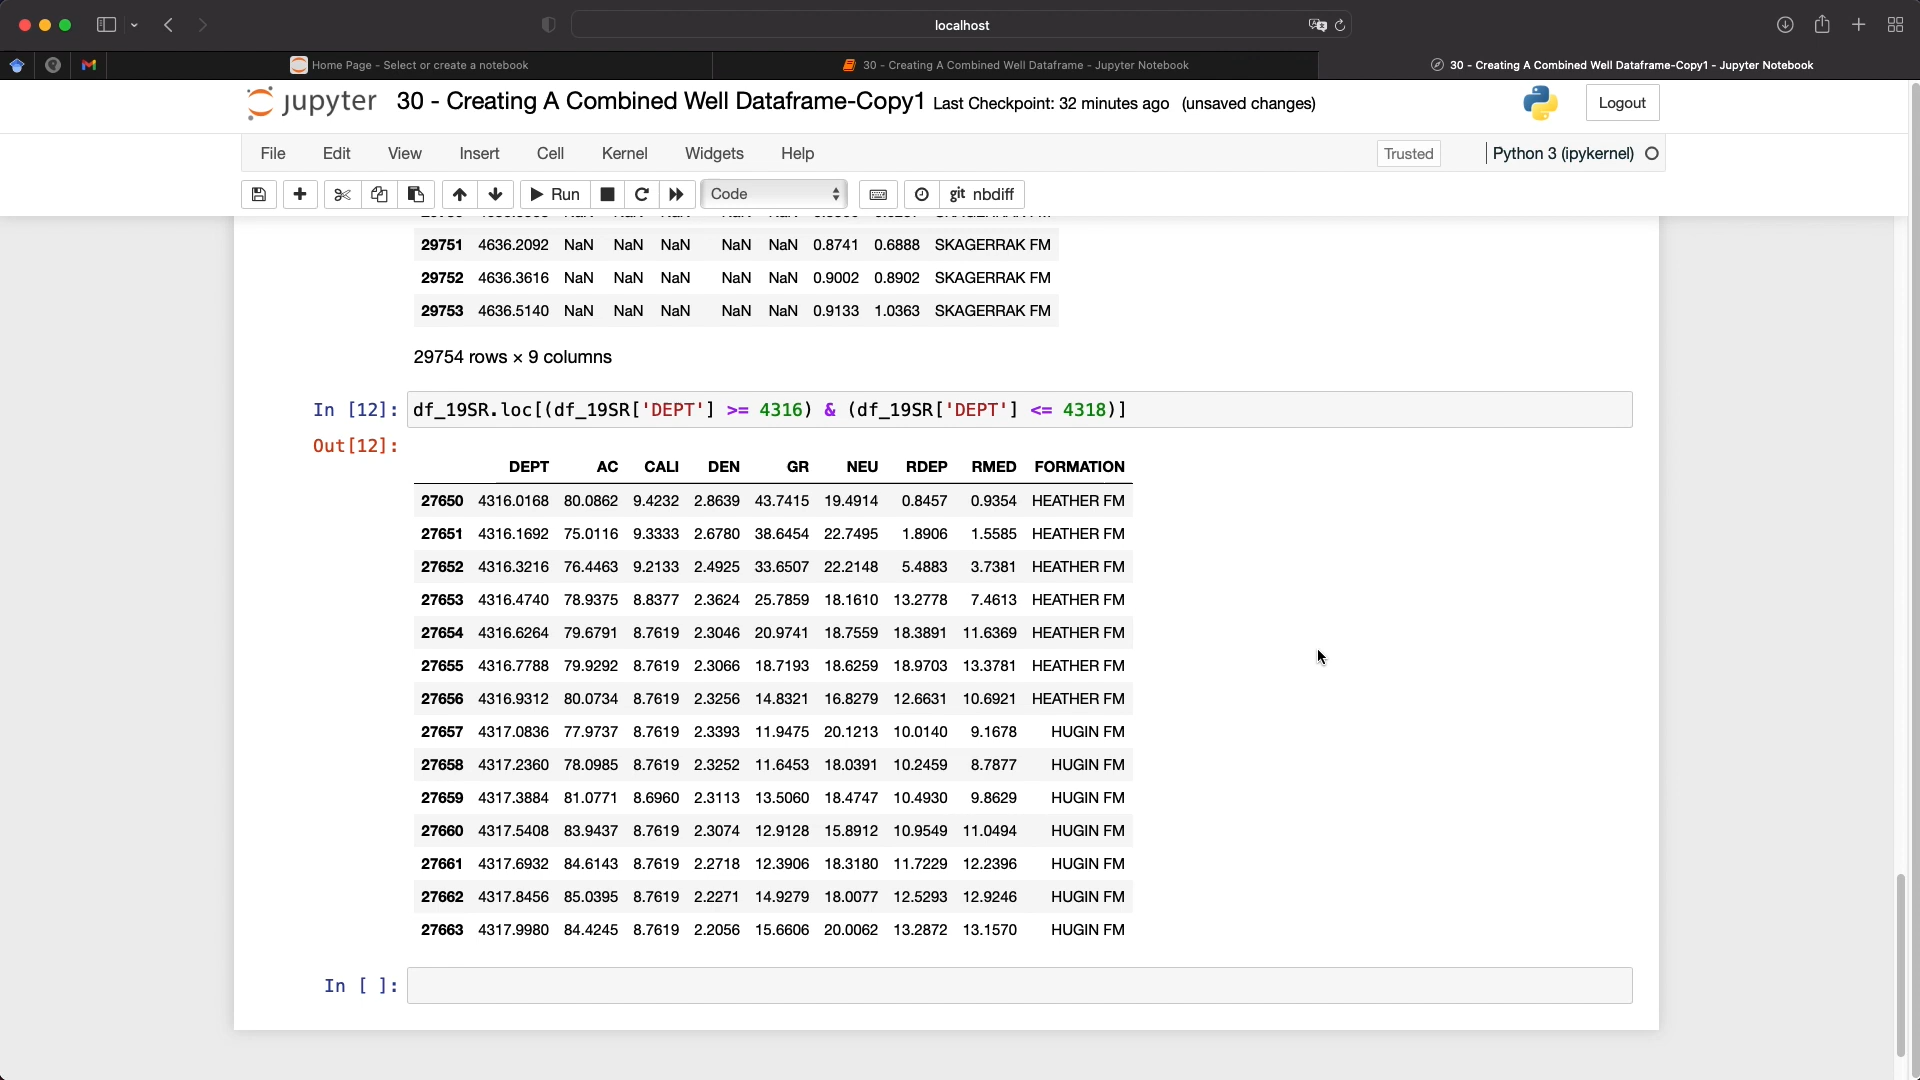 localhost
Home Page - Select or create a notebook
30 - Creating A Combined Well Dataframe - Jupyter Notebook
30 - Creating A Combined Well Dataframe-Copy1 - Jupyter Notebook
jupyter 30 - Creating A Combined Well Dataframe-Copy1 Last Checkpoint: 32 minutes ago (unsaved changes)
Logout
File Edit View Insert Cell Kernel Widgets Help
Trusted
Python 3 (ipykernel)
Run Code git nbdiff
29751 4636.2092 NaN NaN NaN NaN NaN 0.8741 0.6888 SKAGERRAK FM
29752 4636.3616 NaN NaN NaN NaN NaN 0.9002 0.8902 SKAGERRAK FM
29753 4636.5140 NaN NaN NaN NaN NaN 0.9133 1.0363 SKAGERRAK FM
29754 rows × 9 columns
In [12]: df_19SR.loc[(df_19SR['DEPT'] >= 4316) & (df_19SR['DEPT'] <= 4318)]
Out[12]:
DEPT AC CALI DEN GR NEU RDEP RMED FORMATION
27650 4316.0168 80.0862 9.4232 2.8639 43.7415 19.4914 0.8457 0.9354 HEATHER FM
27651 4316.1692 75.0116 9.3333 2.6780 38.6454 22.7495 1.8906 1.5585 HEATHER FM
27652 4316.3216 76.4463 9.2133 2.4925 33.6507 22.2148 5.4883 3.7381 HEATHER FM
27653 4316.4740 78.9375 8.8377 2.3624 25.7859 18.1610 13.2778 7.4613 HEATHER FM
27654 4316.6264 79.6791 8.7619 2.3046 20.9741 18.7559 18.3891 11.6369 HEATHER FM
27655 4316.7788 79.9292 8.7619 2.3066 18.7193 18.6259 18.9703 13.3781 HEATHER FM
27656 4316.9312 80.0734 8.7619 2.3256 14.8321 16.8279 12.6631 10.6921 HEATHER FM
27657 4317.0836 77.9737 8.7619 2.3393 11.9475 20.1213 10.0140 9.1678 HUGIN FM
27658 4317.2360 78.0985 8.7619 2.3252 11.6453 18.0391 10.2459 8.7877 HUGIN FM
27659 4317.3884 81.0771 8.6960 2.3113 13.5060 18.4747 10.4930 9.8629 HUGIN FM
27660 4317.5408 83.9437 8.7619 2.3074 12.9128 15.8912 10.9549 11.0494 HUGIN FM
27661 4317.6932 84.6143 8.7619 2.2718 12.3906 18.3180 11.7229 12.2396 HUGIN FM
27662 4317.8456 85.0395 8.7619 2.2271 14.9279 18.0077 12.5293 12.9246 HUGIN FM
27663 4317.9980 84.4245 8.7619 2.2056 15.6606 20.0062 13.2872 13.1570 HUGIN FM
In [ ]: